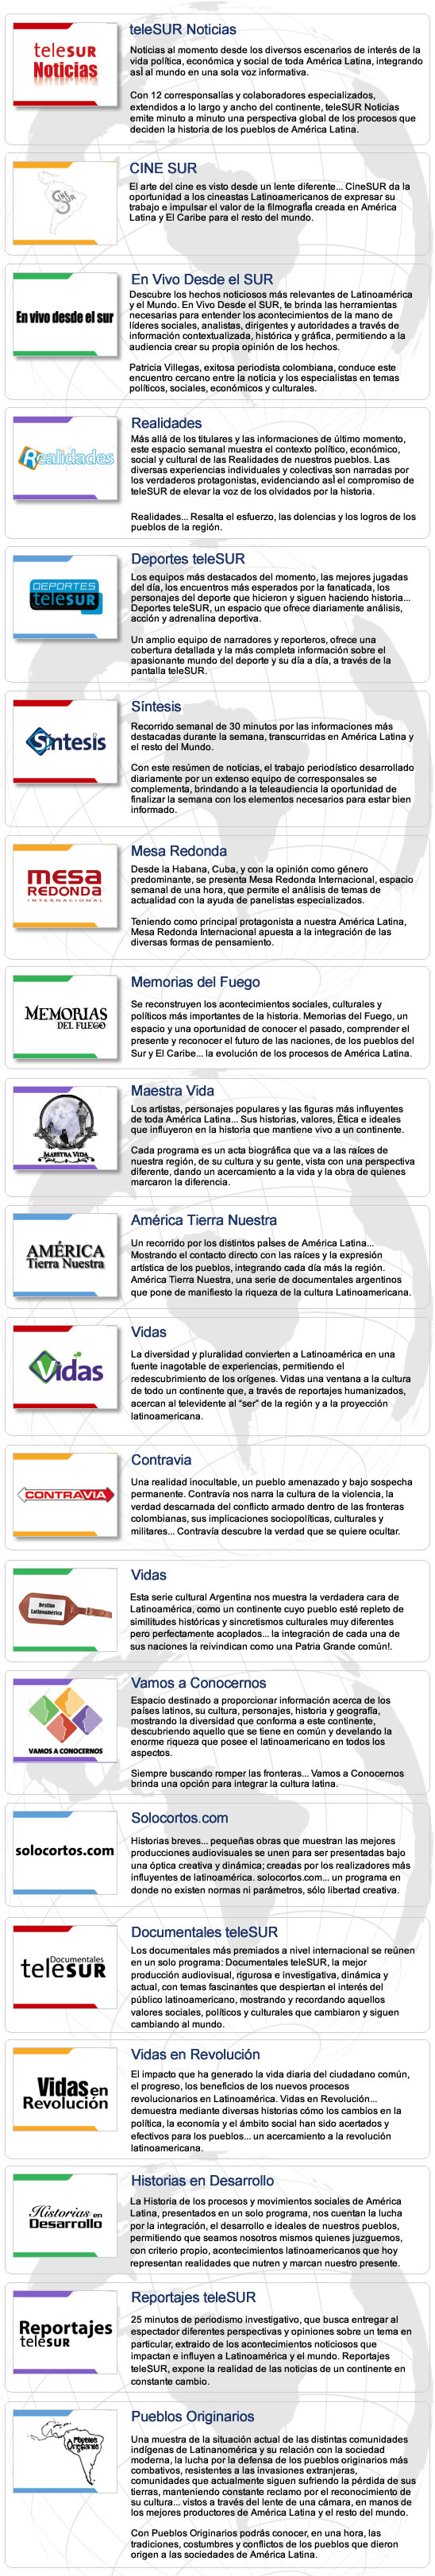 teleSUR Noticias
telesUR
Noticias
Noticias al momento desde los diversos escenarios de interés de la
vida política, económica y social de toda América Latina, integrando
asÌ al mundo en una sola voz informativa.
Con 12 corresponsalías y colaboradores especializados,
extendidos a lo largo y ancho del continente, teleSUR Noticias
emite minuto a minuto una perspectiva global de los procesos que
deciden la historia de los pueblos de América Latina.
CINE SUR
El arte del cine es visto desde un lente diferente... CineSUR da la
oportunidad a los cineastas Latinoamericanos de expresar su
trabajo e impulsar el valor de la filmografía creada en América
Latina y El Caribe para el resto del mundo.
En Vivo Desde el SUR
En vivo desde el sur
Descubre los hechos noticiosos más relevantes de Latinoamérica
y el Mundo. En Vivo Desde el SUR, te brinda las herramientas
necesarias para entender los acontecimientos de la mano de
líderes sociales, analistas, dirigentes y autoridades a través de
información contextualizada, histórica y gráfica, permitiendo a la
audiencia crear su propia opinión de los hechos.
Patricia Villegas, exitosa periodista colombiana, conduce este
encuentro cercano entre la noticia y los especialistas en temas
políticos, sociales, económicos y culturales.
Realidades
Realidades
Más allá de los titulares y las informaciones de último momento,
este espacio semanal muestra el contexto político, económico,
social y cultural de las Realidades de nuestros pueblos. Las
diversas experiencias individuales y colectivas son narradas por
los verdaderos protagonistas, evidenciando asÌ el compromiso de
teleSUR de elevar la voz de los olvidados por la historia.
Realidades... Resalta el esfuerzo, las dolencias y los logros de los
pueblos de la región.
Deportes teleSUR
DEPORTES
telesUR
Los equipos más destacados del momento, las mejores jugadas
del día, los encuentros más esperados por la fanaticada, los
personajes del deporte que hicieron y siguen haciendo historia...
Deportes teleSUR, un espacio que ofrece diariamente análisis,
acción y adrenalina deportiva.
Un amplio equipo de narradores y reporteros, ofrece una
cobertura detallada y la más completa información sobre el
apasionante mundo del deporte y su día a día, a través de la
pantalla teleSUR.
Síntesis
Síntesis
Recorrido semanal de 30 minutos por las informaciones más
destacadas durante la semana, transcurridas en América Latina y
el resto del Mundo.
Con este resúmen de noticias, el trabajo periodístico desarrollado
diariamente por un extenso equipo de corresponsales se
complementa, brindando a la teleaudiencia la oportunidad de
finalizar la semana con los elementos necesarios para estar bien
informado.
Mesa Redonda
mesa
REDONDA
INTERNACIONAL
Desde la Habana, Cuba, y con la opinión como género
predominante, se presenta Mesa Redonda Internacional, espacio
semanal de una hora, que permite el análisis de temas de
actualidad con la ayuda de panelistas especializados.
Teniendo como principal protagonista a nuestra América Latina,
Mesa Redonda Internacional apuesta a la integración de las
diversas formas de pensamiento.
Memorias del Fuego
MEMORIAS
DEL FUEGO
Se reconstruyen los acontecimientos sociales, culturales y
políticos más importantes de la historia. Memorias del Fuego, un
espacio y una oportunidad de conocer el pasado, comprender el
presente y reconocer el futuro de las naciones, de los pueblos del
Sur y El Caribe... la evolución de los procesos de América Latina.
Maestra Vida
MAESTRA VIDA
Los artistas, personajes populares y las figuras más influyentes
de toda América Latina... Sus historias, valores, Ètica e ideales
que influyeron en la historia que mantiene vivo a un continente.
Cada programa es un acta biográfica que va a las raíces de
nuestra región, de su cultura y su gente, vista con una perspectiva
diferente, dando un acercamiento a la vida y la obra de quienes
marcaron la diferencia.
América Tierra Nuestra
AMÉRICA
Tierra Nuestra
Un recorrido por los distintos paÌses de América Latina...
Mostrando el contacto directo con las raíces y la expresión
artística de los pueblos, integrando cada día más la región.
América Tierra Nuestra, una serie de documentales argentinos
que pone de manifiesto la riqueza de la cultura Latinoamericana.
Vidas
Vidas
La diversidad y pluralidad convierten a Latinoamérica en una
fuente inagotable de experiencias, permitiendo el
redescubrimiento de los orígenes. Vidas una ventana a la cultura
de todo un continente que, a través de reportajes humanizados,
acercan al televidente al "ser" de la región y a la proyección
latinoamericana.
Contravia
CONTRAVIA
Una realidad inocultable, un pueblo amenazado y bajo sospecha
permanente. Contravía nos narra la cultura de la violencia, la
verdad descarnada del conflicto armado dentro de las fronteras
colombianas, sus implicaciones sociopolíticas, culturales y
militares... Contravía descubre la verdad que se quiere ocultar.
Vidas
Destino
Latinoamérica
Esta serie cultural Argentina nos muestra la verdadera cara de
Latinoamérica, como un continente cuyo pueblo esté repleto de
similitudes históricas y sincretismos culturales muy diferentes
pero perfectamente acoplados... la integración de cada una de
sus naciones la reivindican como una Patria Grande común!.
Vamos a Conocernos
VAMOS A CONOCERNOS
Espacio destinado a proporcionar información acerca de los
países latinos, su cultura, personajes, historia y geografía,
mostrando la diversidad que conforma a este continente,
descubriendo aquello que se tiene en común y develando la
enorme riqueza que posee el latinoamericano en todos los
aspectos.
Siempre buscando romper las fronteras... Vamos a Conocernos
brinda una opción para integrar la cultura latina.
Solocortos.com
solocortos.com
Historias breves... pequeñas obras que muestran las mejores
producciones audiovisuales se unen para ser presentadas bajo
una óptica creativa y dinámica; creadas por los realizadores más
influyentes de latinoamérica. solocortos.com... un programa en
donde no existen normas ni parámetros, sólo libertad creativa.
Documentales teleSUR
Documentales
telesUR
Los documentales más premiados a nivel internacional se reúnen
en un solo programa: Documentales teleSUR, la mejor
producción audiovisual, rigurosa e investigativa, dinámica y
actual, con temas fascinantes que despiertan el interés del
público latinoamericano, mostrando y recordando aquellos
valores sociales, políticos y culturales que cambiaron y siguen
cambiando al mundo.
Vidas en Revolución
Vidas en
Revolución
El impacto que ha generado la vida diaria del ciudadano común,
el progreso, los beneficios de los nuevos procesos
revolucionarios en Latinoamérica. Vidas en Revolución...
demuestra mediante diversas historias cómo los cambios en la
política, la economía y el ámbito social han sido acertados y
efectivos para los pueblos... un acercamiento a la revolución
latinoamericana.
Historias en Desarrollo
Historias en
Desarrollo
La Historia de los procesos y movimientos sociales de América
Latina, presentados en un solo programa, nos cuentan la lucha
por la integración, el desarrollo e ideales de nuestros pueblos,
permitiendo que seamos nosotros mismos quienes juzguemos,
con criterio propio, acontecimientos latinoamericanos que hoy
representan realidades que nutren y marcan nuestro presente.
Reportajes teleSUR
Reportajes
telesUR
25 minutos de periodismo investigativo, que busca entregar al
espectador diferentes perspectivas y opiniones sobre un tema en
particular, extraido de los acontecimientos noticiosos que
impactan e influyen a Latinoamérica y el mundo. Reportajes
teleSUR, expone la realidad de las noticias de un continente en
constante cambio.
Pueblos Originarios
Pueblos
Originarios
Una muestra de la situación actual de las distintas comunidades
indígenas de Latinanomérica y su relación con la sociedad
moderna, la lucha por la defensa de los pueblos originarios más
combativos, resistentes a las invasiones extranjeras,
comunidades que actualmente siguen sufriendo la pérdida de sus
tierras, manteniendo constante reclamo por el reconocimiento de
su cultura... vistos a través del lente de una cámara, en manos de
los mejores productores de América Latina y el resto del mundo.
Con Pueblos Originarios podrás conocer, en una hora, las
tradiciones, costumbres y conflictos de los pueblos que dieron
origen a las sociedades de América Latina.